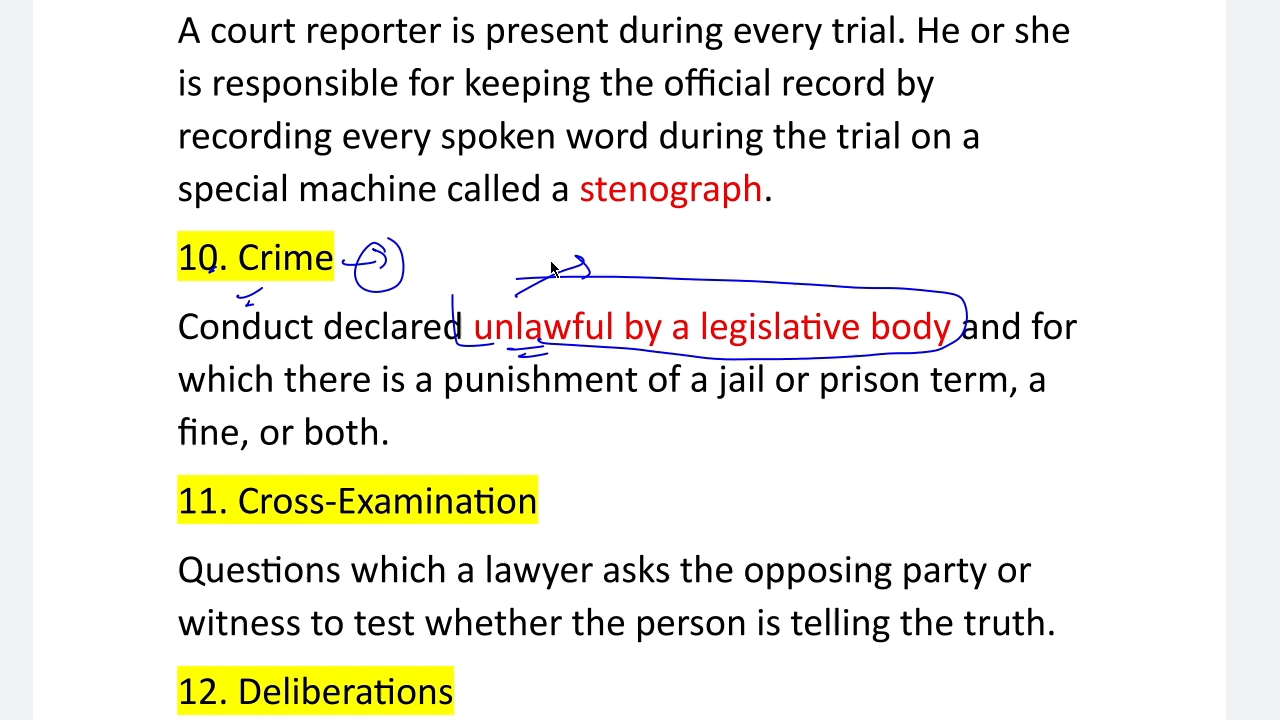 A court reporter is present during every trial. He or she
is responsible for keeping the official record by
recording every spoken word during the trial on a
special machine called a stenograph.
10. Crime
Conduct declared unlawful by a legislative body and for
which there is a punishment of a jail or prison term, a
fine, or both.
11. Cross-Examination
Questions which a lawyer asks the opposing party or
witness to test whether the person is telling the truth.
12. Deliberations